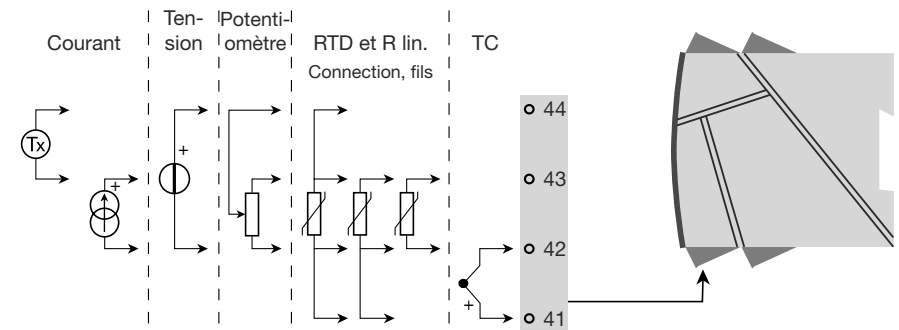 Courant
Ten-
sion
Potenti-
omètre
RTD et R lin.
Connection, fils
TC
Tx
+
+
+
44
43
42
41